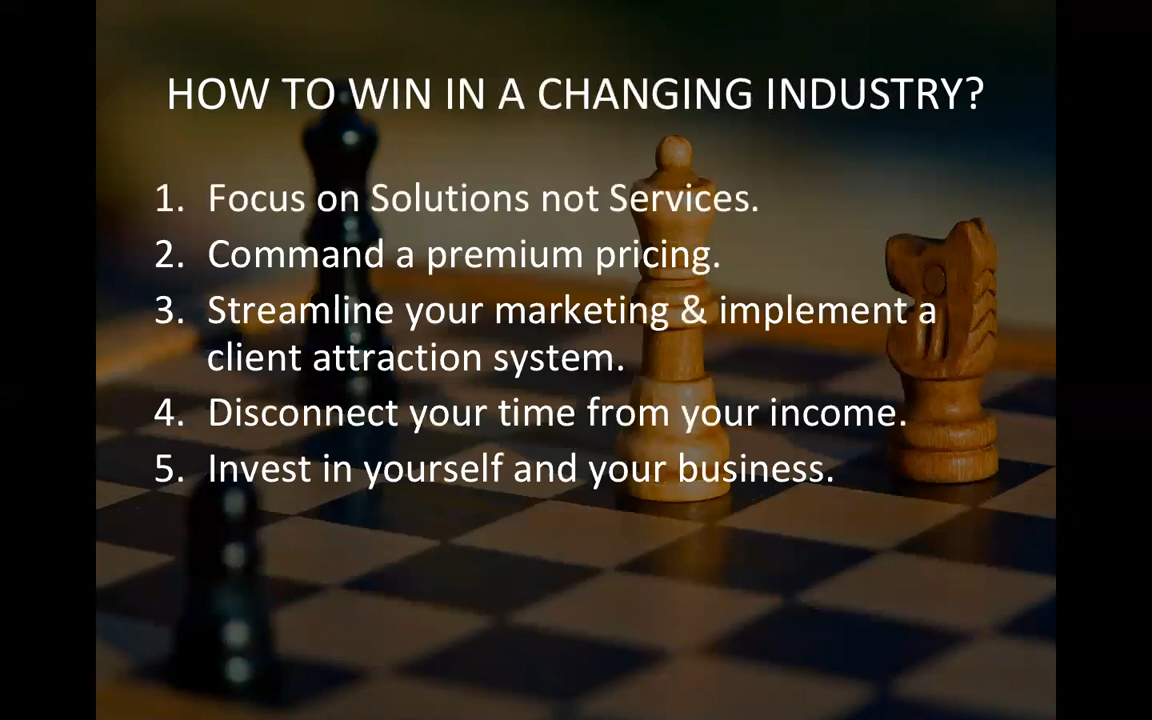 HOW TO WIN IN A CHANGING INDUSTRY?
1. Focus on Solutions not Services.
2. Command a premium pricing.
3. Streamline your marketing & implement a
client attraction system.
4. Disconnect your time from your income.
5. Invest in yourself and your business.